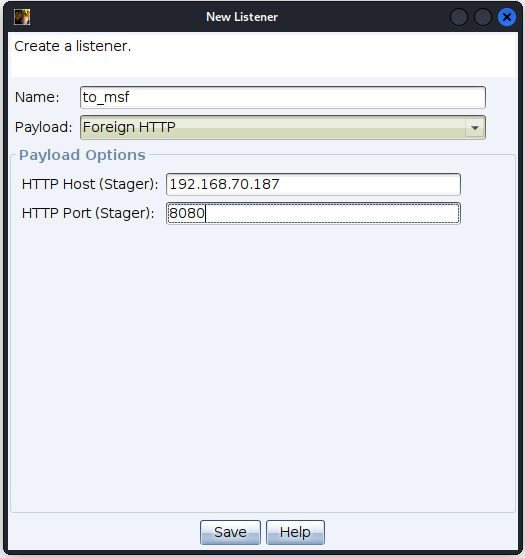 New Listener
Create a listener.
Name: to_msf
Payload: Foreign HTTP
Payload Options
HTTP Host (Stager): 192.168.70.187
HTTP Port (Stager): 8080
Save Help